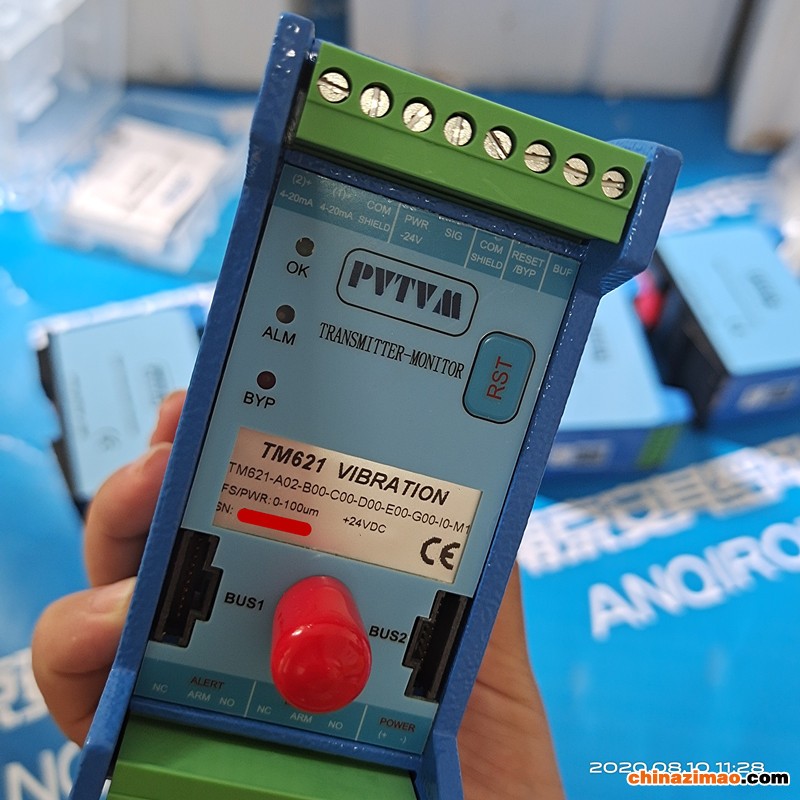 (2)+ (1)+ COM PWR SIG COM RESET BUF
4-20mA 4-20mA SHIELD -24V SHIELD /BYP
OK
PVTVM
ALM
TRANSMITTER-MONITOR
RST
BYP
TM621 VIBRATION
TM621-A02-B00-C00-D00-E00-G00-I0-M1
FS/PWR: 0-100um +24VDC
SN:
CE
BUS1
BUS2
ALERT POWER
NC ARM NO NC ARM NO (+ -)
ANQIRO
2020.08.10 11:28
chinazimao.com